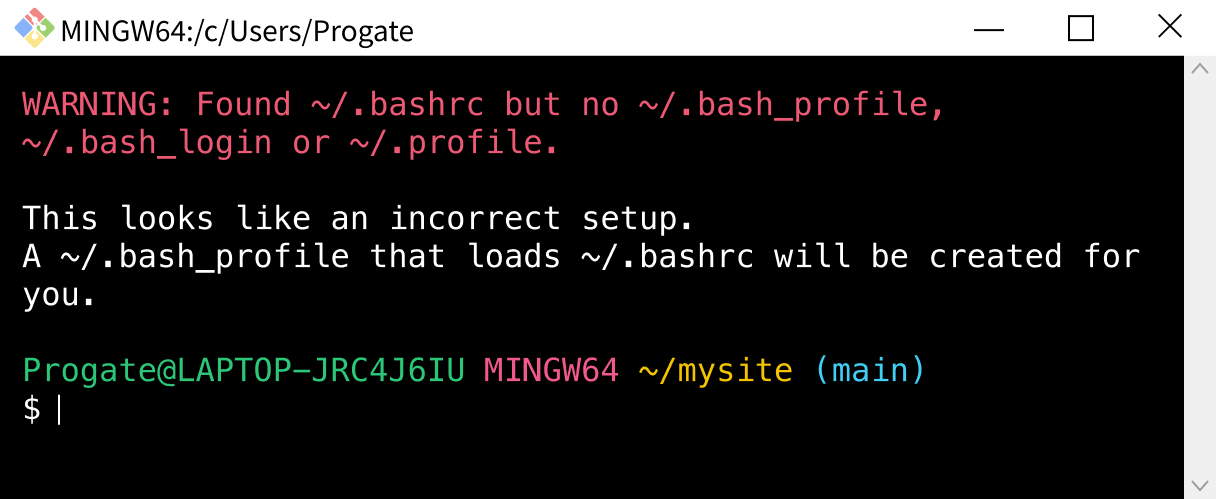 MINGW64:/c/Users/Progate
WARNING: Found ~/.bashrc but no ~/.bash_profile,
~/.bash_login or ~/.profile.
This looks like an incorrect setup.
A ~/.bash_profile that loads ~/.bashrc will be created for
you.
Progate@LAPTOP-JRC4J6IU MINGW64 ~/mysite (main)
$